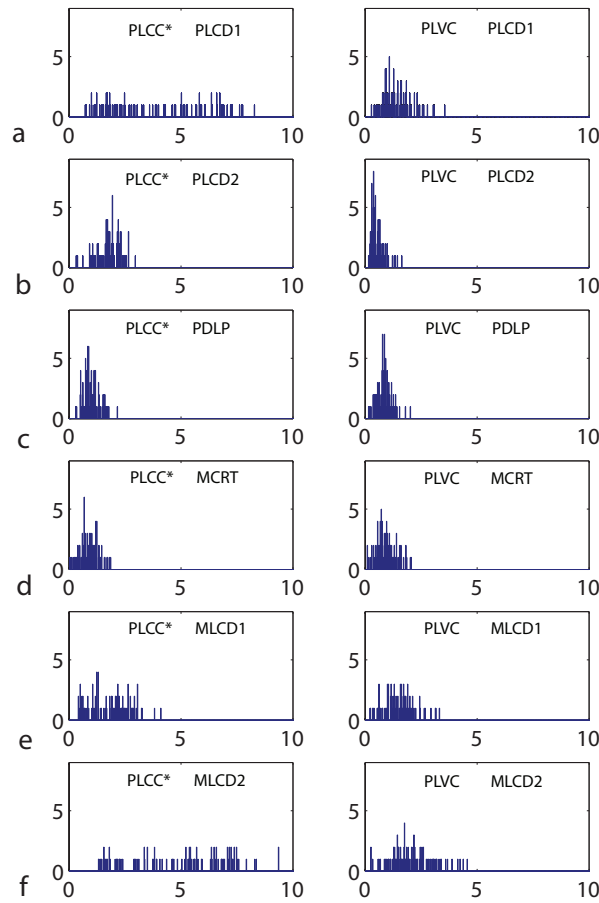 PLCC* PLCD1
PLVC PLCD1
5
0
0 5 10
5
0
0 5 10
a
PLCC* PLCD2
PLVC PLCD2
5
0
0 5 10
5
0
0 5 10
b
PLCC* PDLP
PLVC PDLP
5
0
0 5 10
5
0
0 5 10
c
PLCC* MCRT
PLVC MCRT
5
0
0 5 10
5
0
0 5 10
d
PLCC* MLCD1
PLVC MLCD1
5
0
0 5 10
5
0
0 5 10
e
PLCC* MLCD2
PLVC MLCD2
5
0
0 5 10
5
0
0 5 10
f